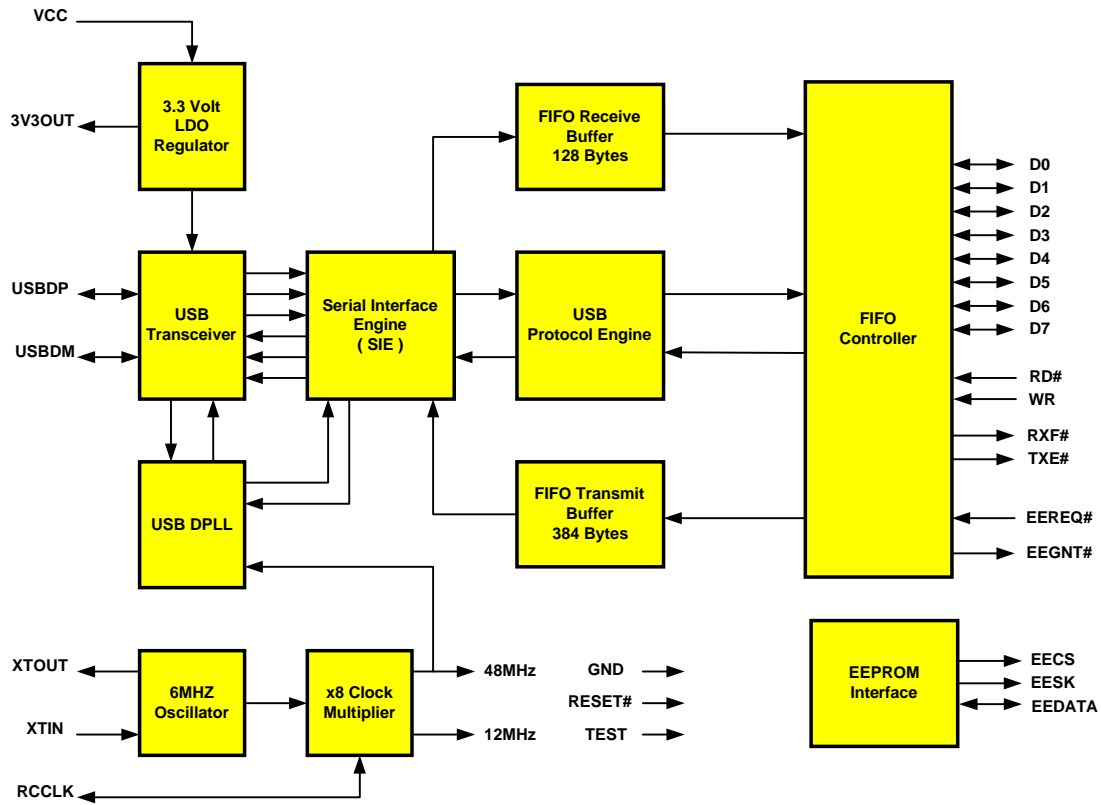 VCC
3.3 Volt
LDO
Regulator
3V3OUT
FIFO Receive
Buffer
128 Bytes
D0
D1
D2
D3
D4
D5
D6
D7
USBDP
USBDM
USB
Transceiver
Serial Interface
Engine
( SIE )
USB
Protocol Engine
FIFO
Controller
RD#
WR
RXF#
TXE#
USB DPLL
FIFO Transmit
Buffer
384 Bytes
EEREQ#
EEGNT#
XTOUT
XTIN
6MHZ
Oscillator
x8 Clock
Multiplier
48MHz
12MHz
GND
RESET#
TEST
EEPROM
Interface
EECS
EESK
EEDATA
RCCLK